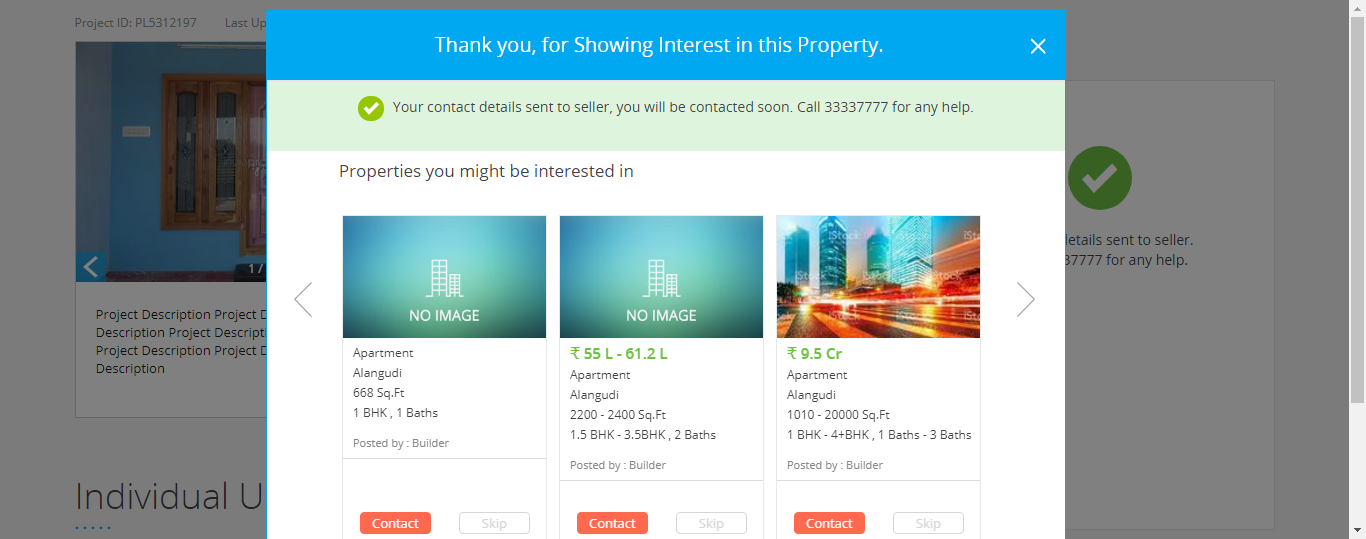 Project ID: PL5312197
Last Up
Thank you, for Showing Interest in this Property.
Your contact details sent to seller, you will be contacted soon. Call 33337777 for any help.
Properties you might be interested in
NO IMAGE
Apartment
Alangudi
668 Sq.Ft
1 BHK , 1 Baths
Posted by : Builder
Contact
Skip
NO IMAGE
₹ 55 L - 61.2 L
Apartment
Alangudi
2200 - 2400 Sq.Ft
1.5 BHK - 3.5BHK , 2 Baths
Posted by : Builder
Contact
Skip
iStock
iStock
iStock
₹ 9.5 Cr
Apartment
Alangudi
1010 - 20000 Sq.Ft
1 BHK - 4+BHK , 1 Baths - 3 Baths
Posted by : Builder
Contact
Skip
1 /
Project Description Project D
Description Project Descripti
Project Description Project D
Description
Individual U
details sent to seller.
37777 for any help.